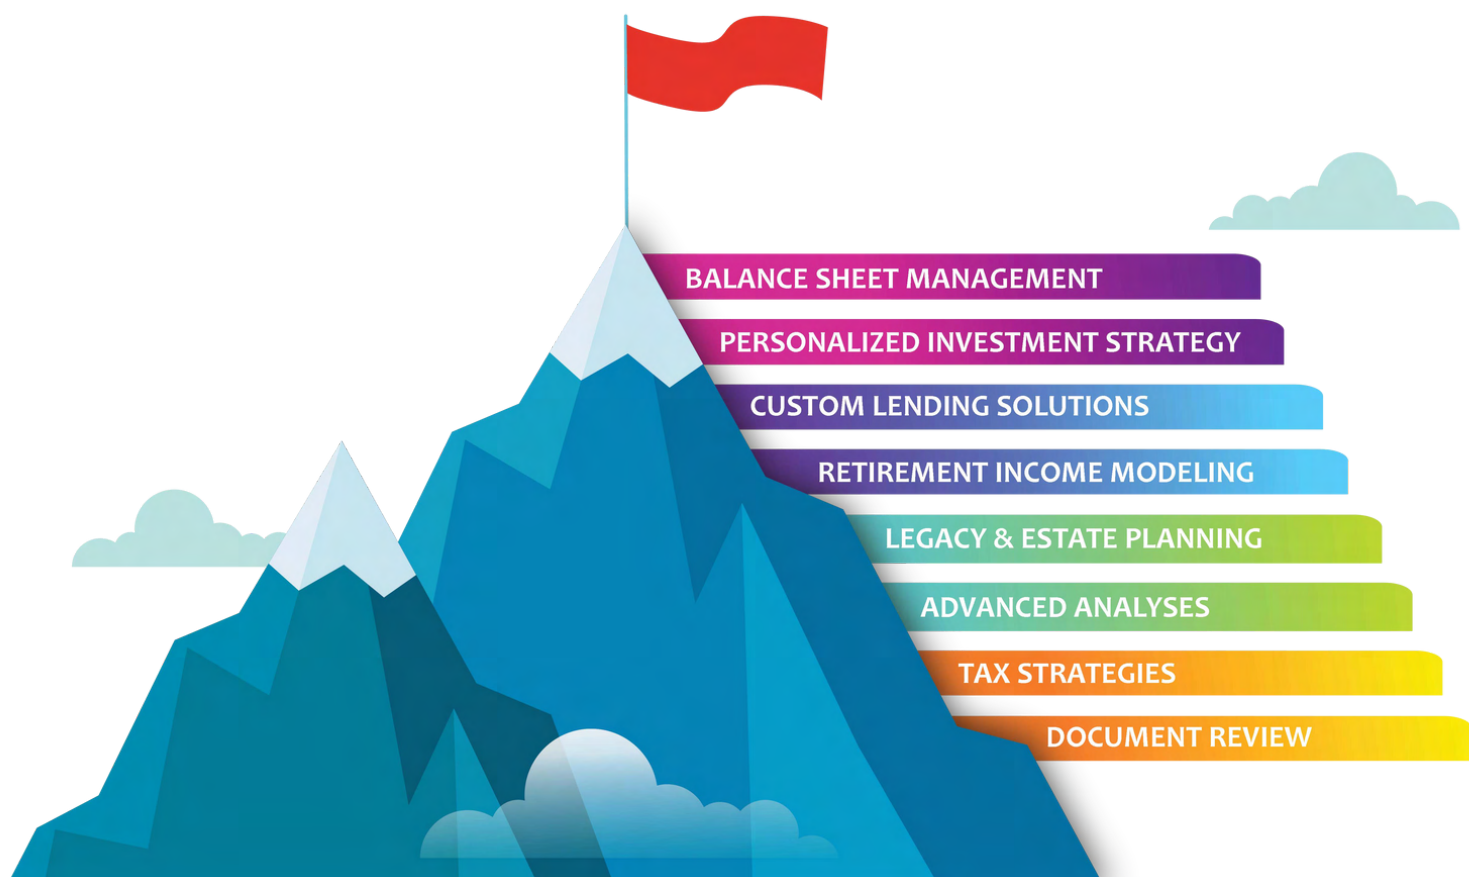 BALANCE SHEET MANAGEMENT
PERSONALIZED INVESTMENT STRATEGY
CUSTOM LENDING SOLUTIONS
RETIREMENT INCOME MODELING
LEGACY & ESTATE PLANNING
ADVANCED ANALYSES
TAX STRATEGIES
DOCUMENT REVIEW